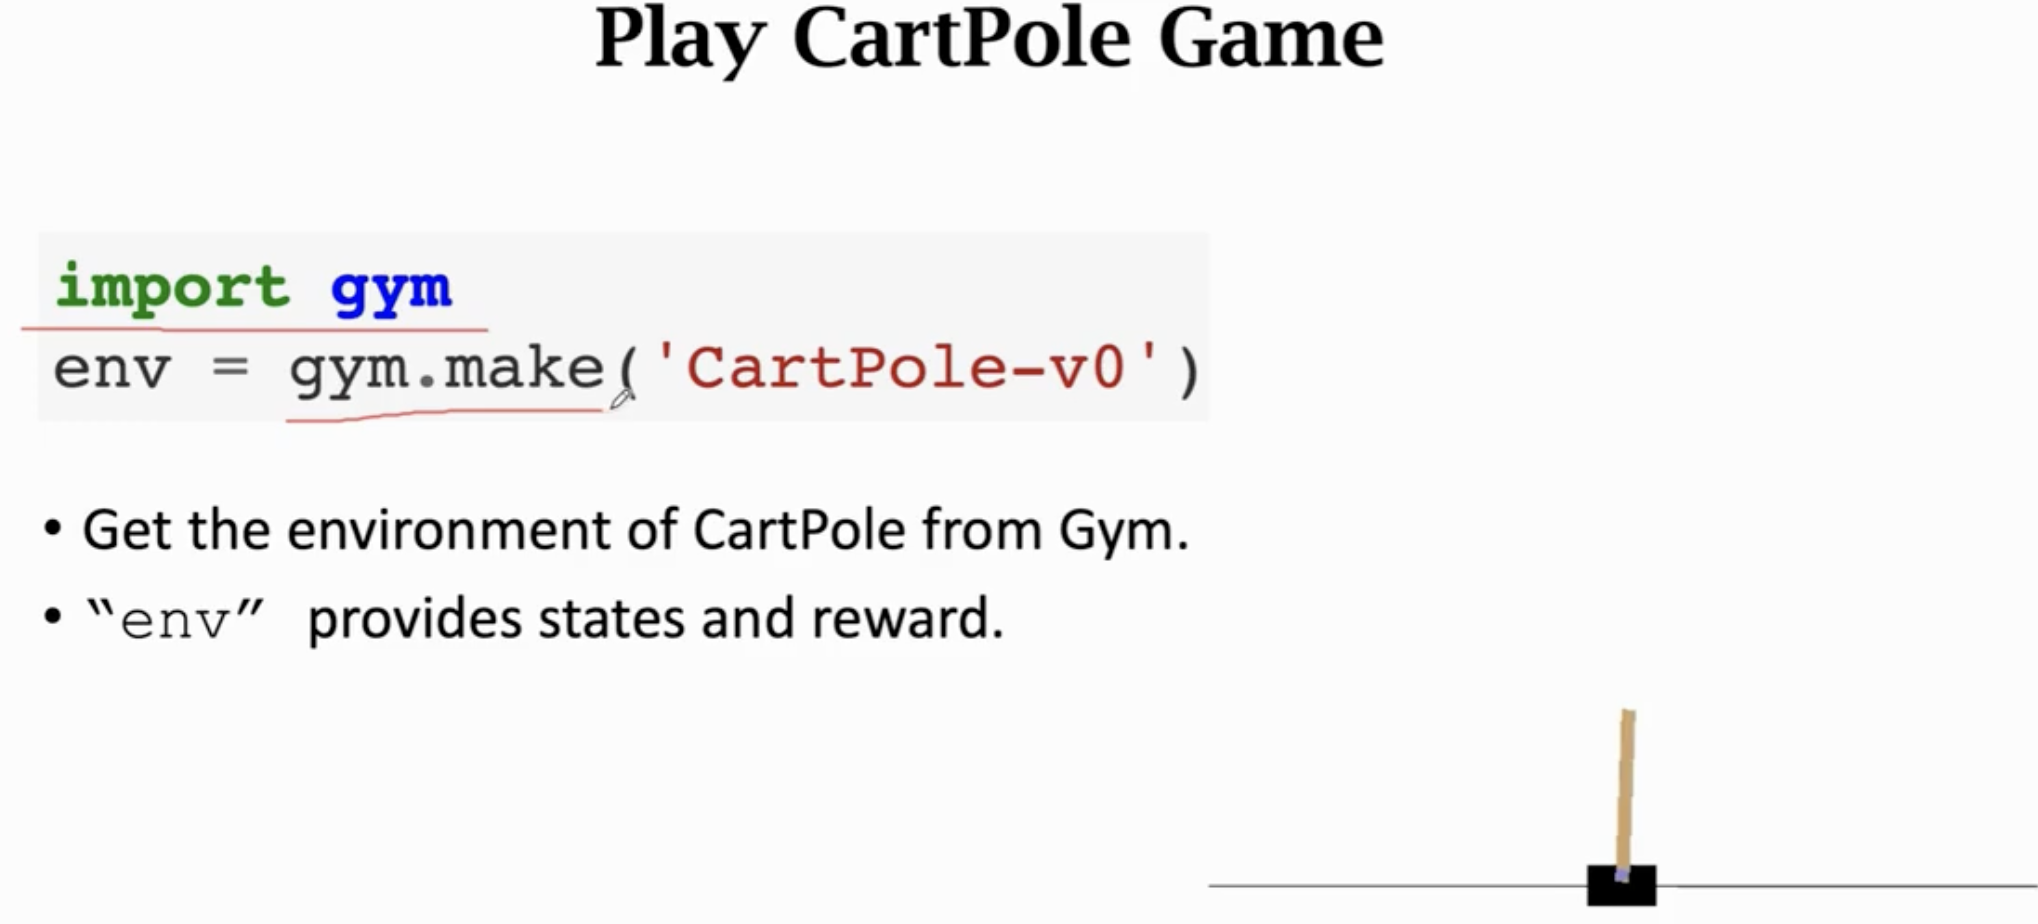 Play CartPole Game
import gym
env = gym.make('CartPole-v0')
• Get the environment of CartPole from Gym.
• “env” provides states and reward.